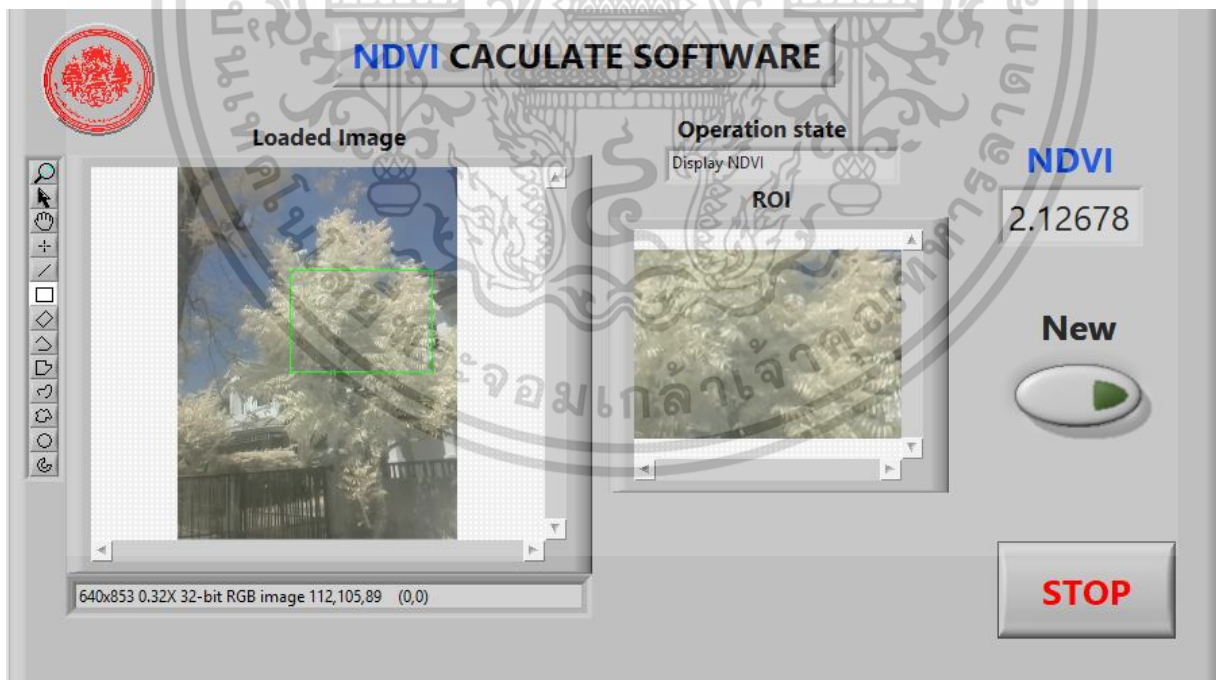 NDVI CACULATE SOFTWARE
Loaded Image
Operation state
Display NDVI
ROI
NDVI
2.12678
New
STOP
640x853 0.32X 32-bit RGB image 112,105,89 (0,0)